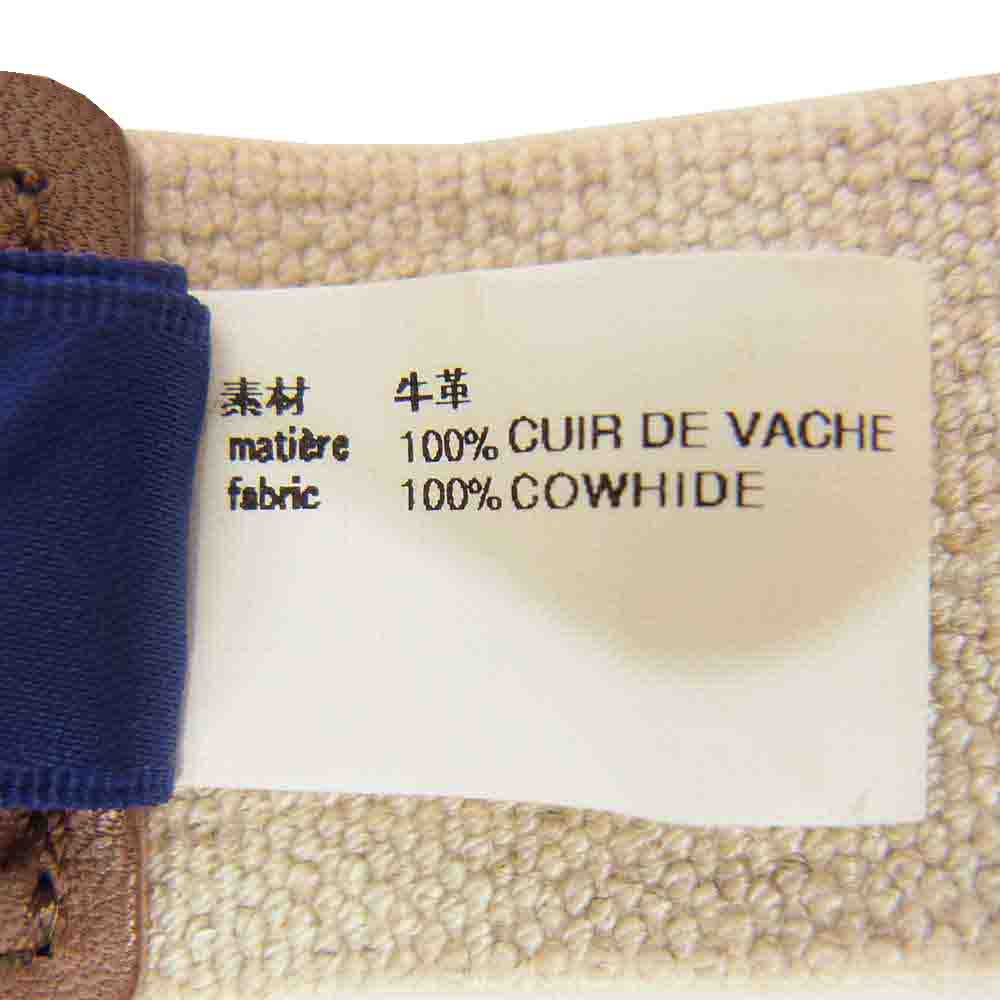 素材 牛革
matière 100% CUIR DE VACHE
fabric 100% COWHIDE